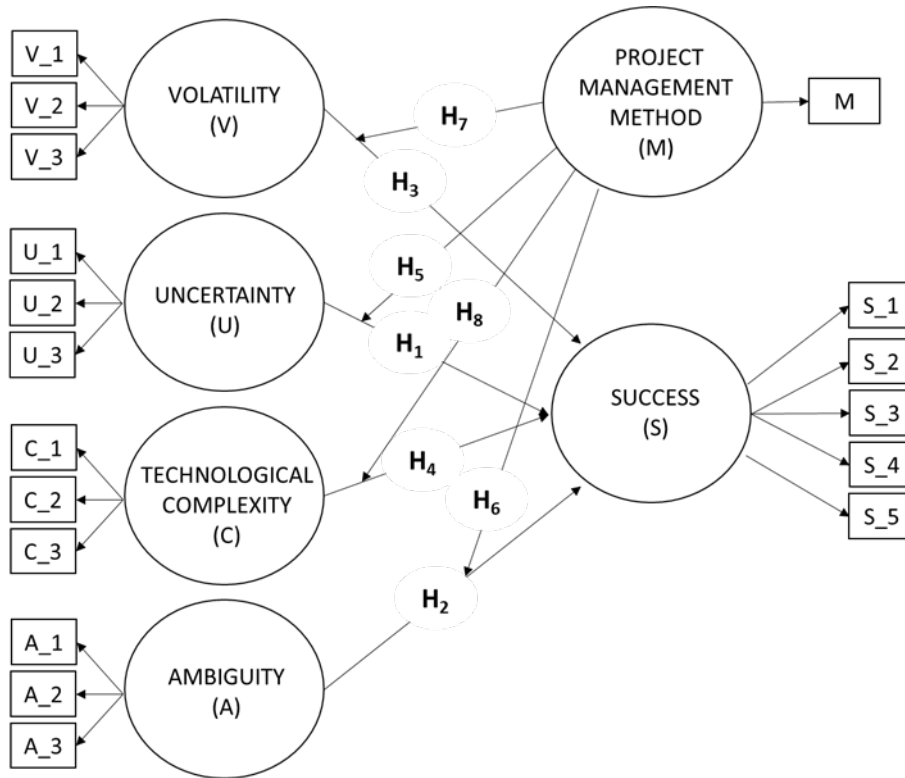 V_1
V_2
V_3
VOLATILITY
(V)
H₇
H₃
PROJECT
MANAGEMENT
METHOD
(M)
M
U_1
U_2
U_3
UNCERTAINTY
(U)
H₅
H₈
H₁
C_1
C_2
C_3
TECHNOLOGICAL
COMPLEXITY
(C)
H₄
H₆
SUCCESS
(S)
S_1
S_2
S_3
S_4
S_5
A_1
A_2
A_3
AMBIGUITY
(A)
H₂